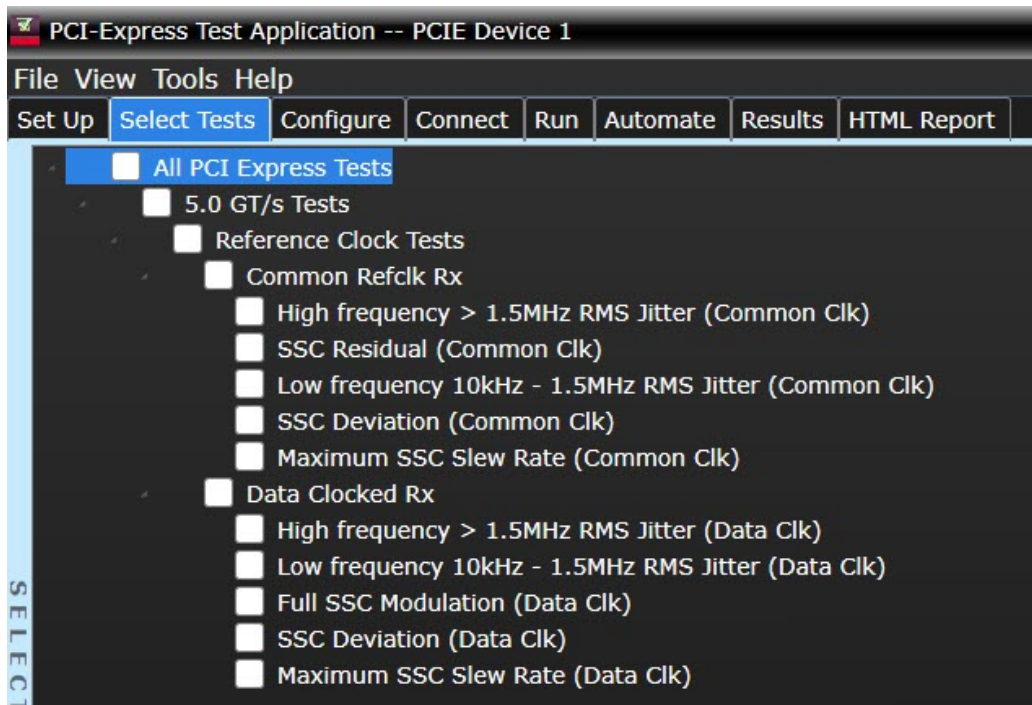 PCI-Express Test Application -- PCIE Device 1
File View Tools Help
Set Up Select Tests Configure Connect Run Automate Results HTML Report
All PCI Express Tests
5.0 GT/s Tests
Reference Clock Tests
Common Refclk Rx
High frequency > 1.5MHz RMS Jitter (Common Clk)
SSC Residual (Common Clk)
Low frequency 10kHz - 1.5MHz RMS Jitter (Common Clk)
SSC Deviation (Common Clk)
Maximum SSC Slew Rate (Common Clk)
Data Clocked Rx
High frequency > 1.5MHz RMS Jitter (Data Clk)
Low frequency 10kHz - 1.5MHz RMS Jitter (Data Clk)
Full SSC Modulation (Data Clk)
SSC Deviation (Data Clk)
Maximum SSC Slew Rate (Data Clk)
SELECT